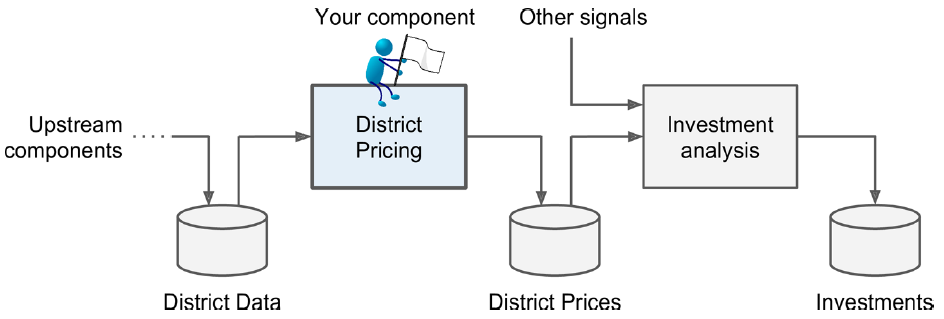 Your component
Other signals
Upstream
components
District
Pricing
Investment
analysis
District Data
District Prices
Investments